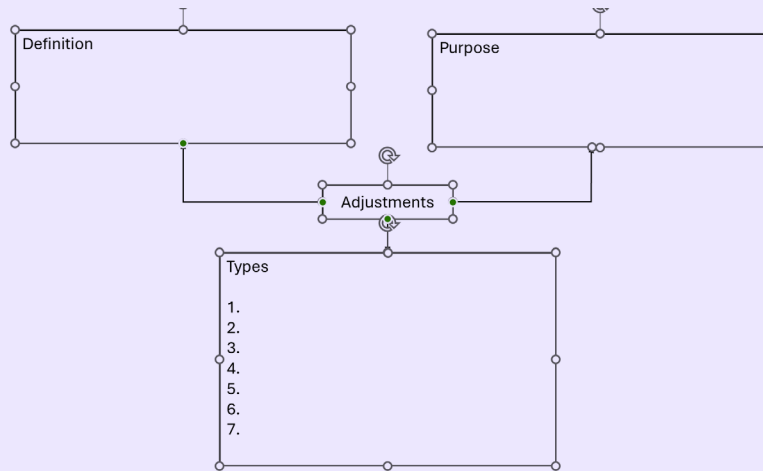 Definition
Purpose
Adjustments
Types
1.
2.
3.
4.
5.
6.
7.